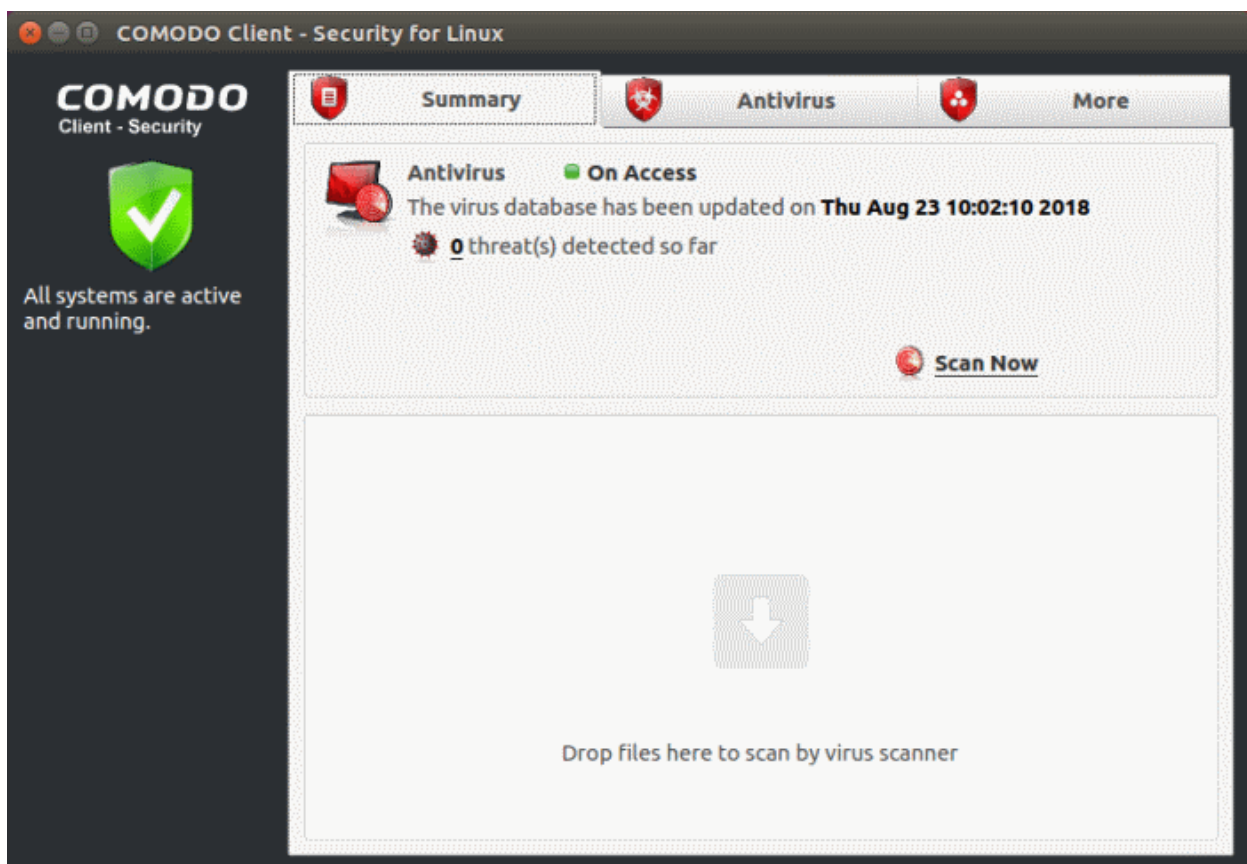 COMODO Client - Security for Linux
COMODO
Client - Security
All systems are active
and running.
Summary
Antivirus
More
Antivirus On Access
The virus database has been updated on Thu Aug 23 10:02:10 2018
0 threat(s) detected so far
Scan Now
Drop files here to scan by virus scanner